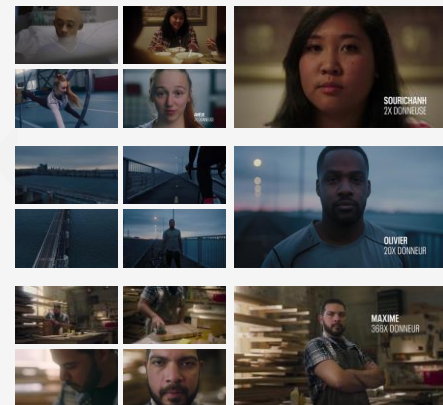 SOURICHANH
2X DONNEUSE
OLIVIER
20X DONNEUR
MAXIME
368X DONNEUR